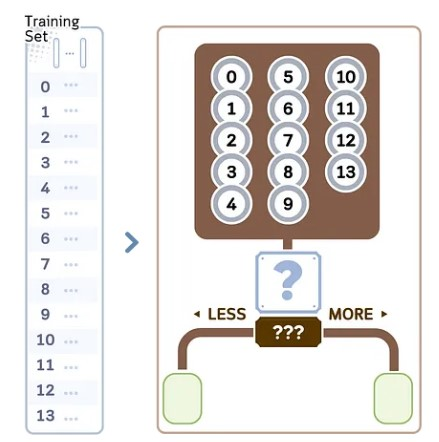 Training
Set
...
0 ...
1 ...
2 ...
3 ...
4 ...
5 ...
6 ...
7 ...
8 ...
9 ...
10 ...
11 ...
12 ...
13 ...
0 5 10
1 6 11
2 7 12
3 8 13
4 9
?
◂ LESS MORE ▸
???